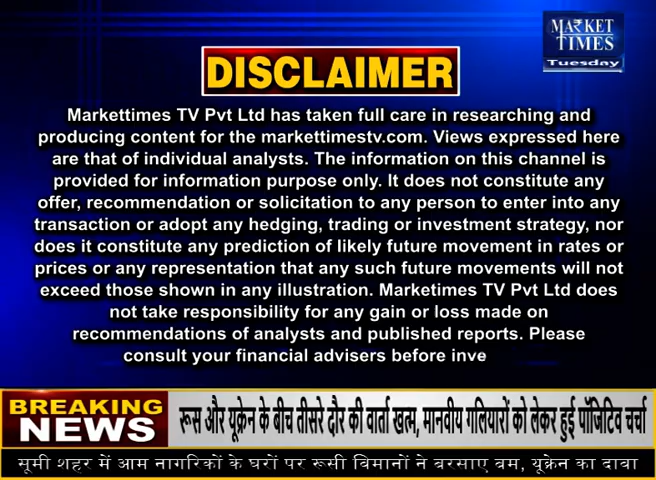 MARKET
TIMES
Tuesday
DISCLAIMER
Markettimes TV Pvt Ltd has taken full care in researching and
producing content for the markettimestv.com. Views expressed here
are that of individual analysts. The information on this channel is
provided for information purpose only. It does not constitute any
offer, recommendation or solicitation to any person to enter into any
transaction or adopt any hedging, trading or investment strategy, nor
does it constitute any prediction of likely future movement in rates or
prices or any representation that any such future movements will not
exceed those shown in any illustration. Marketimes TV Pvt Ltd does
not take responsibility for any gain or loss made on
recommendations of analysts and published reports. Please
consult your financial advisers before inve
BREAKING
NEWS
रूस और यूक्रेन के बीच तीसरे दौर की वार्ता खत्म, मानवीय गलियारों को लेकर हुई पॉजिटिव चर्चा
सूमी शहर में आम नागरिकों के घरों पर रूसी विमानों ने बरसाए बम, यूक्रेन का दावा